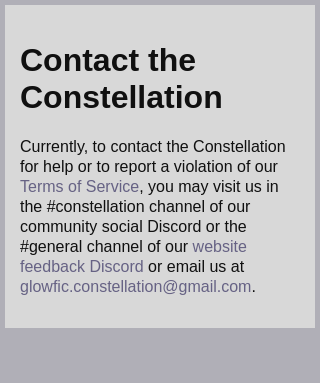 Contact the
Constellation
Currently, to contact the Constellation
for help or to report a violation of our
Terms of Service, you may visit us in
the #constellation channel of our
community social Discord or the
#general channel of our website
feedback Discord or email us at
glowfic.constellation@gmail.com.